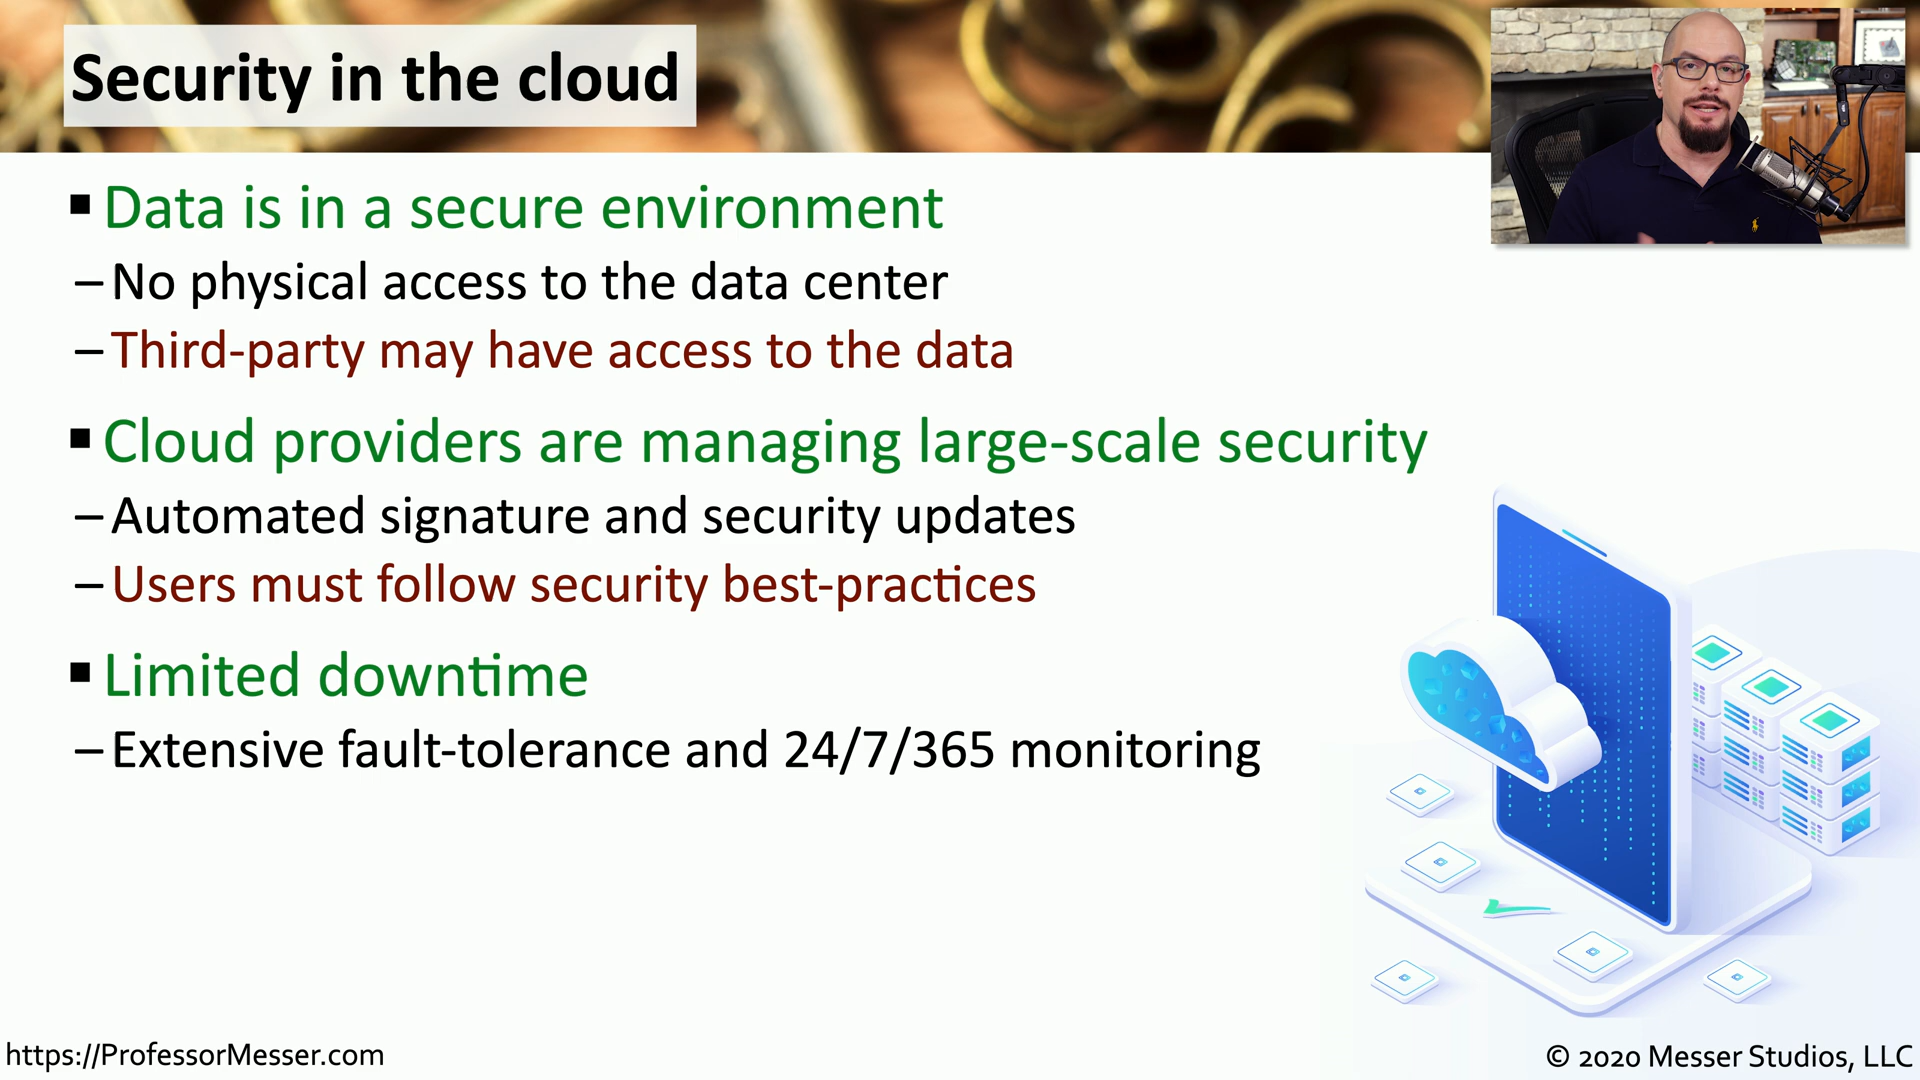 Security in the cloud
▪ Data is in a secure environment
– No physical access to the data center
– Third-party may have access to the data
▪ Cloud providers are managing large-scale security
– Automated signature and security updates
– Users must follow security best-practices
▪ Limited downtime
– Extensive fault-tolerance and 24/7/365 monitoring
https://ProfessorMesser.com
© 2020 Messer Studios, LLC